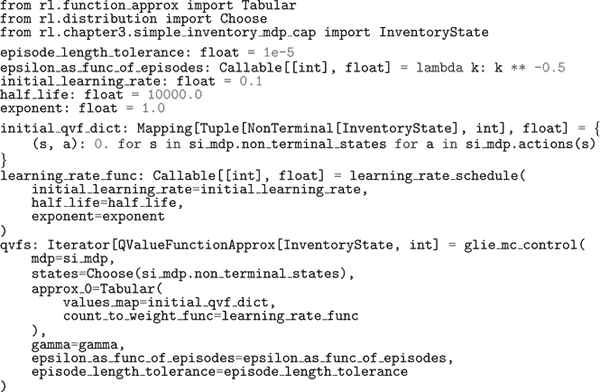 from rl.function_approx import Tabular
from rl.distribution import Choose
from rl.chapter3.simple_inventory_mdp_cap import InventoryState
episode_length_tolerance: float = 1e-5
epsilon_as_func_of_episodes: Callable[[int], float] = lambda k: k ** -0.5
initial_learning_rate: float = 0.1
half_life: float = 10000.0
exponent: float = 1.0
initial_qvf_dict: Mapping[Tuple[NonTerminal[InventoryState], int], float] = {
    (s, a): 0. for s in si_mdp.non_terminal_states for a in si_mdp.actions(s)
}
learning_rate_func: Callable[[int], float] = learning_rate_schedule(
    initial_learning_rate=initial_learning_rate,
    half_life=half_life,
    exponent=exponent
)
qvfs: Iterator[QValueFunctionApprox[InventoryState, int] = glie_mc_control(
    mdp=si_mdp,
    states=Choose(si_mdp.non_terminal_states),
    approx_0=Tabular(
        values_map=initial_qvf_dict,
        count_to_weight_func=learning_rate_func
    ),
    gamma=gamma,
    epsilon_as_func_of_episodes=epsilon_as_func_of_episodes,
    episode_length_tolerance=episode_length_tolerance
)